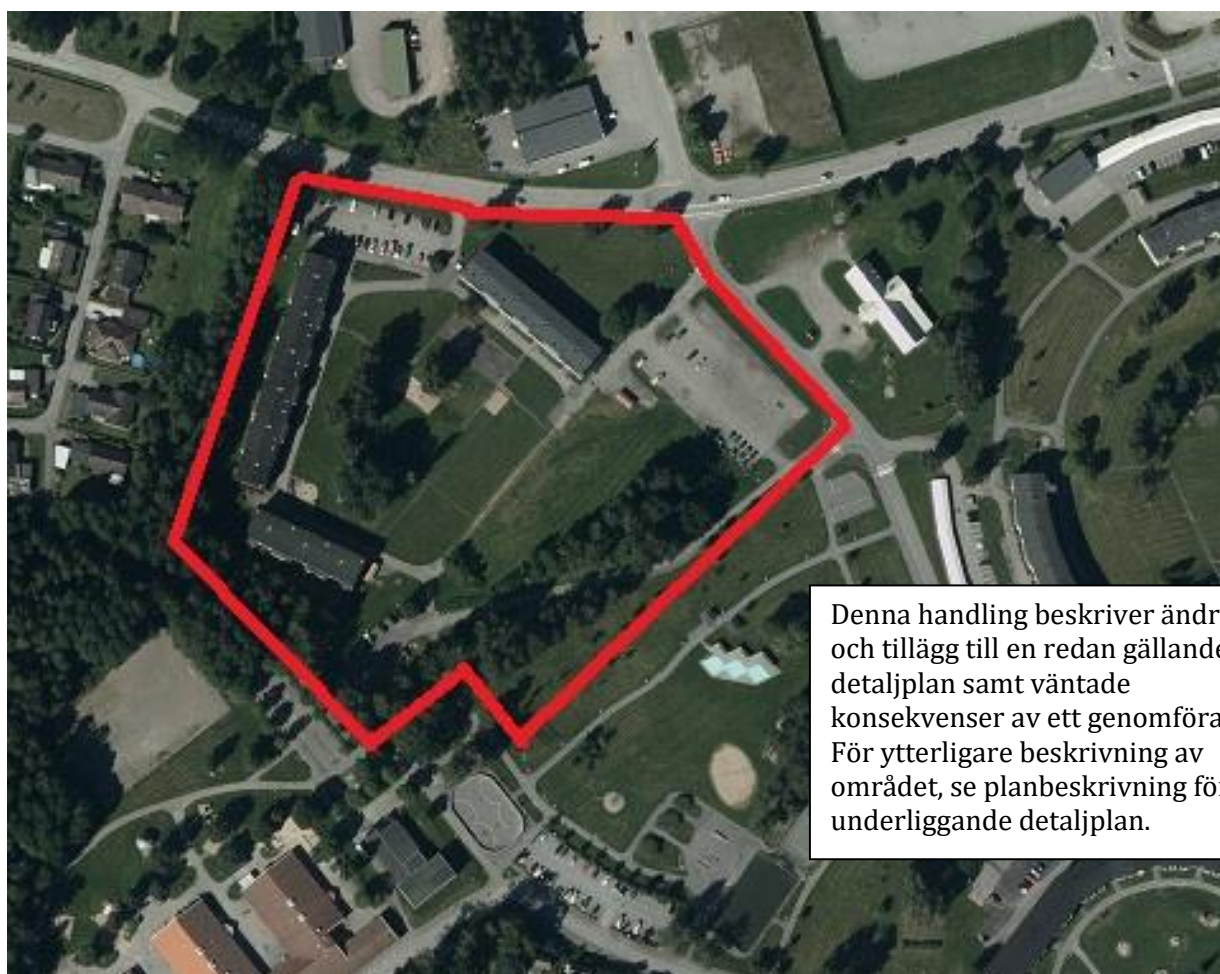 Denna handling beskriver ändr
och tillägg till en redan gällande
detaljplan samt väntade
konsekvenser av ett genomföra
För ytterligare beskrivning av
området, se planbeskrivning för
underliggande detaljplan.